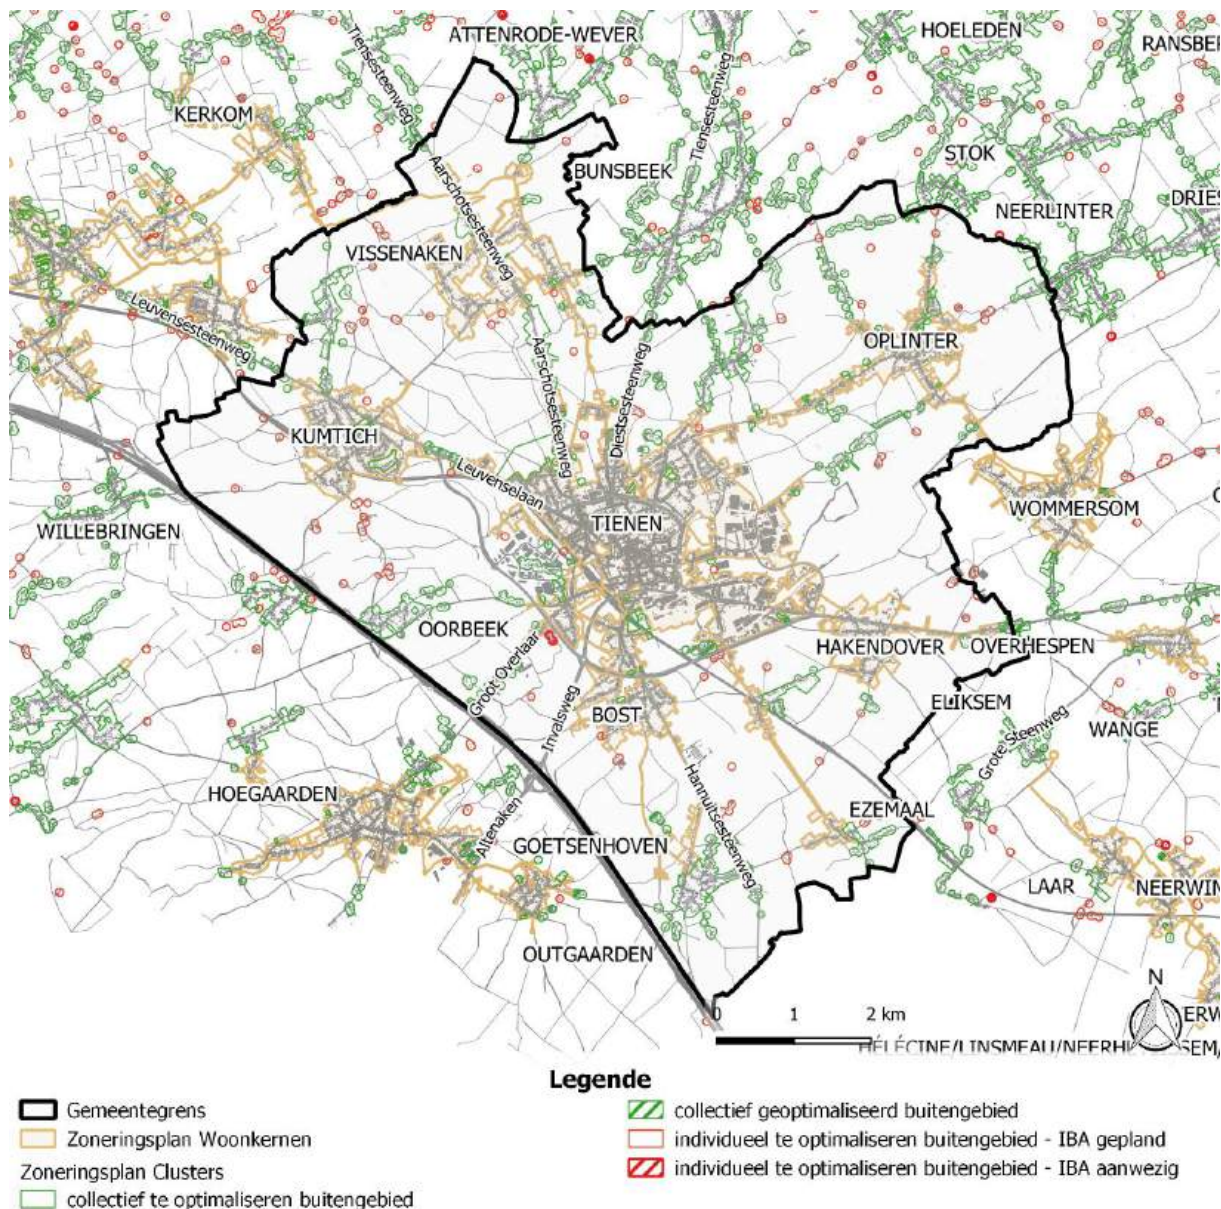 ATTENRODE-WEVER
HOELEDEN
Tiensesteenweg
KERKOM
Tiensesteenweg
STOK
BUNSBEEK
NEERLINTER
Aarschotsesteenweg
VISSENAKEN
Leuvensesteenweg
OPLINTER
Aarschotsesteenweg
Diestsesteenweg
KUMTICH
Leuvenselaan
TIENEN
WOMMERSOM
WILLEBRINGEN
OORBEEK
HAKENDOVER
OVERHESPEN
Groot Overlaar
ELIKSEM
BOST
Invalsweg
WANGE
Grote Steenweg
HOEGAARDEN
Hannuitsesteenweg
EZEMAAL
Altenaken
GOETSENHOVEN
LAAR
NEERWIN
OUTGAARDEN
N
0 1 2 km
HÉLÉCINE/LINSMEAU/NEERH
Legende
Gemeentegrens
Zoneringsplan Woonkernen
Zoneringsplan Clusters
collectief te optimaliseren buitengebied
collectief geoptimaliseerd buitengebied
individueel te optimaliseren buitengebied - IBA gepland
individueel te optimaliseren buitengebied - IBA aanwezig